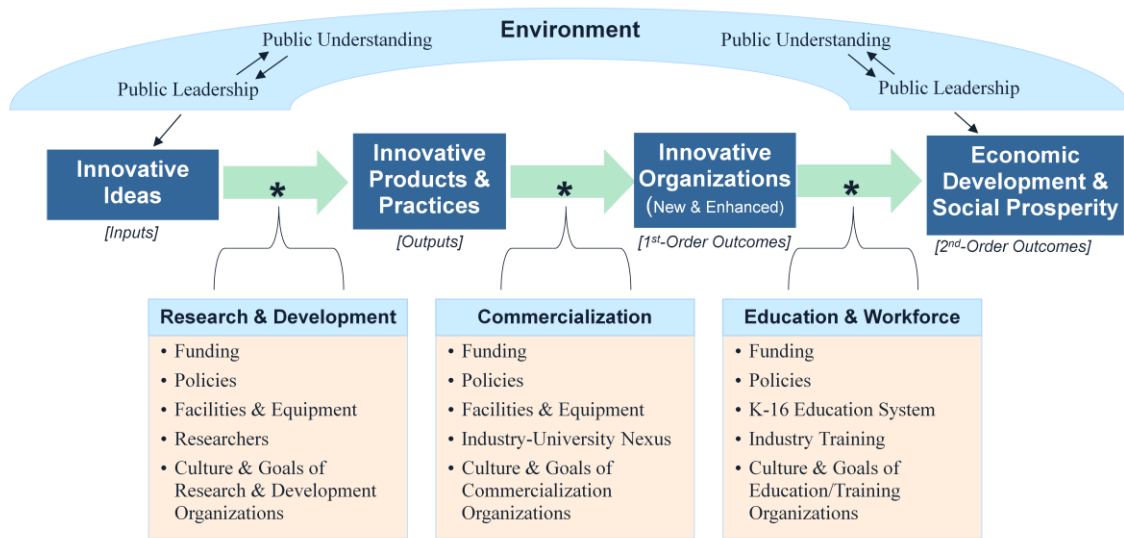 Environment
Public Understanding
Public Leadership
Public Understanding
Public Leadership
Innovative
Ideas
[Inputs]
*
Innovative
Products &
Practices
[Outputs]
*
Innovative
Organizations
(New & Enhanced)
[1st-Order Outcomes]
*
Economic
Development &
Social Prosperity
[2nd-Order Outcomes]
Research & Development
• Funding
• Policies
• Facilities & Equipment
• Researchers
• Culture & Goals of
Research & Development
Organizations
Commercialization
• Funding
• Policies
• Facilities & Equipment
• Industry-University Nexus
• Culture & Goals of
Commercialization
Organizations
Education & Workforce
• Funding
• Policies
• K-16 Education System
• Industry Training
• Culture & Goals of
Education/Training
Organizations